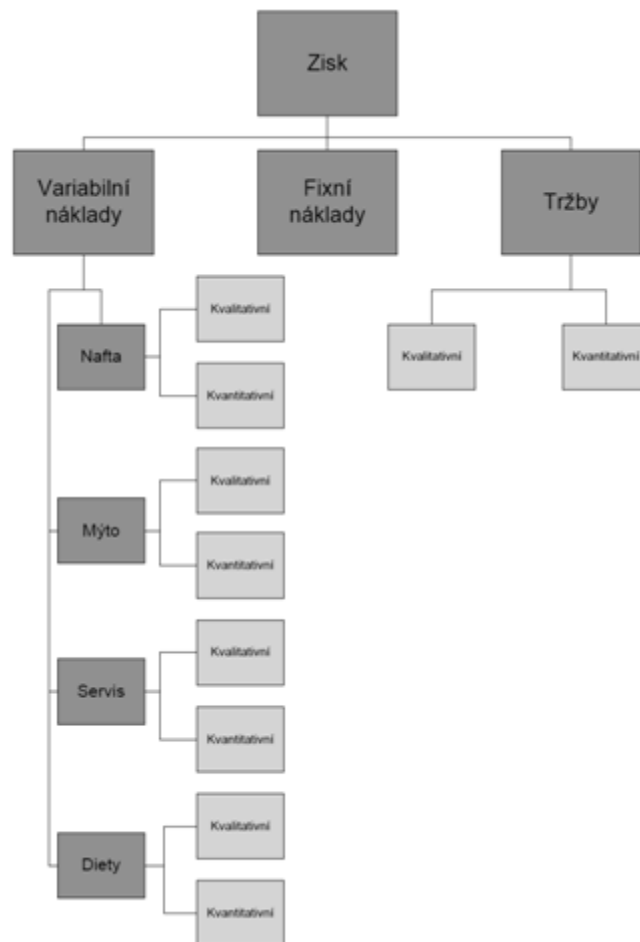 Zisk
Variabilní
náklady
Fixní
náklady
Tržby
Nafta
Kvalitativní
Kvantitativní
Kvalitativní
Kvantitativní
Mýto
Kvalitativní
Kvantitativní
Servis
Kvalitativní
Kvantitativní
Diety
Kvalitativní
Kvantitativní